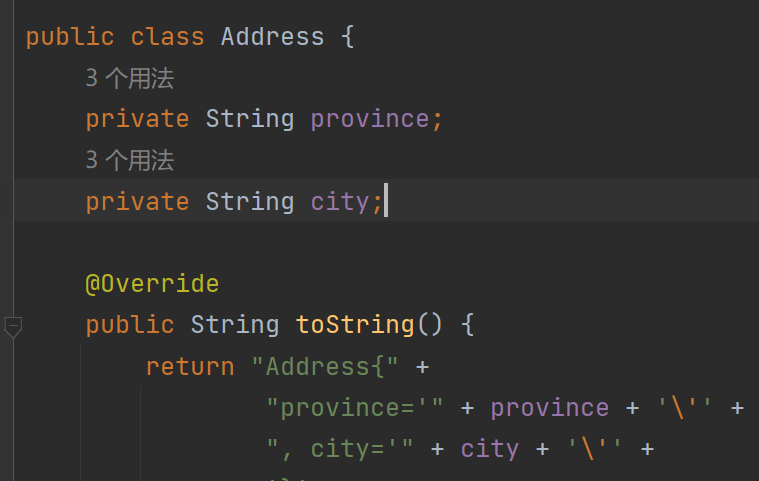 public class Address {
3 个用法
private String province;
3 个用法
private String city;
@Override
public String toString() {
return "Address{" +
"province='" + province + '\'' +
", city='" + city + '\'' +